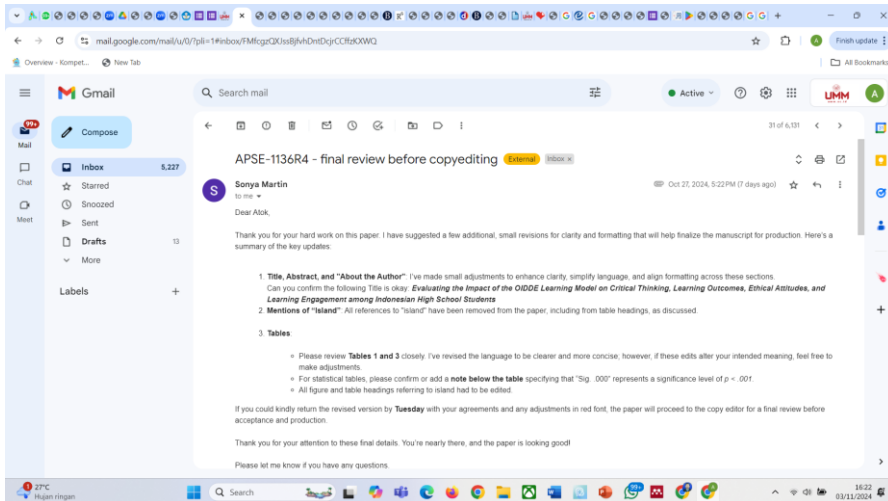 mail.google.com/mail/u/0/?pli=1#inbox/FMfcgzQXJssBjfvhDntDcjrCCffzKXWQ
Finish update
Overview - Kompet...
New Tab
All Bookmarks
Gmail
Search mail
Active
UMM
A
99+
Mail
Compose
31 of 6,131
Chat
Meet
Inbox 5,227
Starred
Snoozed
Sent
Drafts 13
More
Labels
APSE-1136R4 - final review before copyediting External Inbox x
S
Sonya Martin
Oct 27, 2024, 5:22 PM (7 days ago)
to me
Dear Atok,
Thank you for your hard work on this paper. I have suggested a few additional, small revisions for clarity and formatting that will help finalize the manuscript for production. Here's a
summary of the key updates:
1. Title, Abstract, and "About the Author": I've made small adjustments to enhance clarity, simplify language, and align formatting across these sections.
Can you confirm the following Title is okay: Evaluating the Impact of the OIDDE Learning Model on Critical Thinking, Learning Outcomes, Ethical Attitudes, and
Learning Engagement among Indonesian High School Students
2. Mentions of "Island": All references to "island" have been removed from the paper, including from table headings, as discussed.
3. Tables:
Please review Tables 1 and 3 closely. I've revised the language to be clearer and more concise, however, if these edits alter your intended meaning, feel free to
make adjustments.
For statistical tables, please confirm or add a note below the table specifying that "Sig. .000" represents a significance level of p < .001.
All figure and table headings referring to island had to be edited.
If you could kindly return the revised version by Tuesday with your agreements and any adjustments in red font, the paper will proceed to the copy editor for a final review before
acceptance and production.
Thank you for your attention to these final details. You're nearly there, and the paper is looking good!
Please let me know if you have any questions.
27°C
Hujan ringan
Search
99+
16:22
03/11/2024